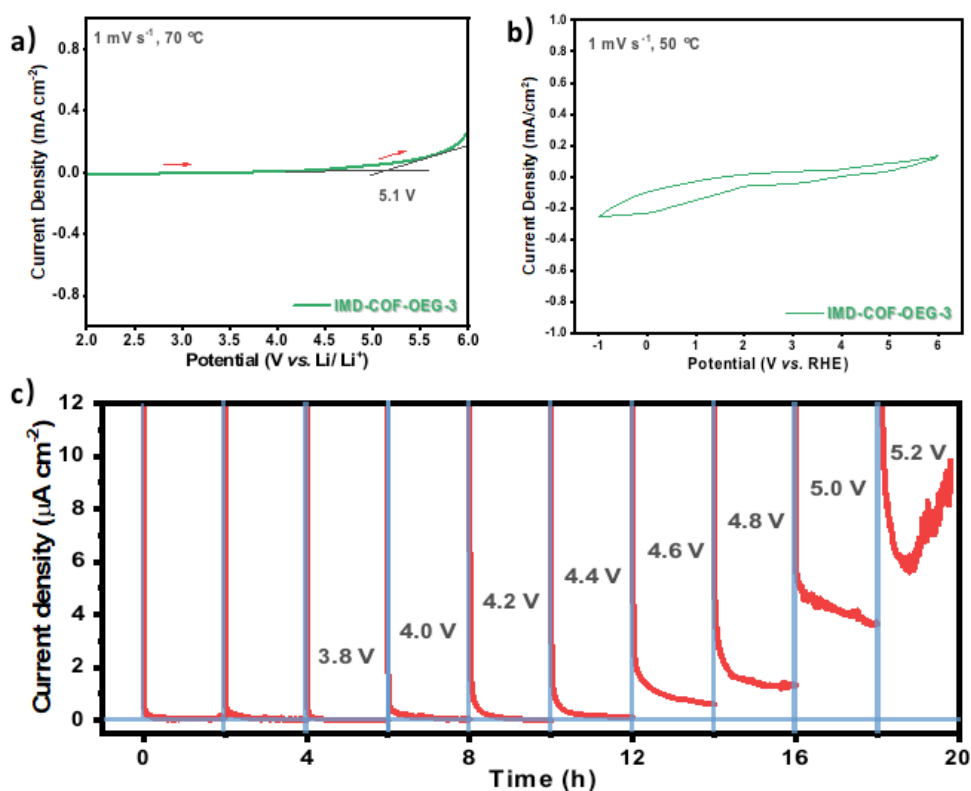 a)
1 mV s⁻¹, 70 ºC
0.8
0.4
0.0
-0.4
-0.8
5.1 V
IMD-COF-OEG-3
2.0 2.5 3.0 3.5 4.0 4.5 5.0 5.5 6.0
Potential (V vs. Li/ Li⁺)
Current Density (mA cm⁻²)
b)
1 mV s⁻¹, 50 ºC
1.0
0.8
0.6
0.4
0.2
0.0
-0.2
-0.4
-0.6
-0.8
-1.0
IMD-COF-OEG-3
-1 0 1 2 3 4 5 6
Potential (V vs. RHE)
Current Density (mA/cm²)
c)
12
10
8
6
4
2
0
3.8 V
4.0 V
4.2 V
4.4 V
4.6 V
4.8 V
5.0 V
5.2 V
0 4 8 12 16 20
Time (h)
Current density (µA cm⁻²)